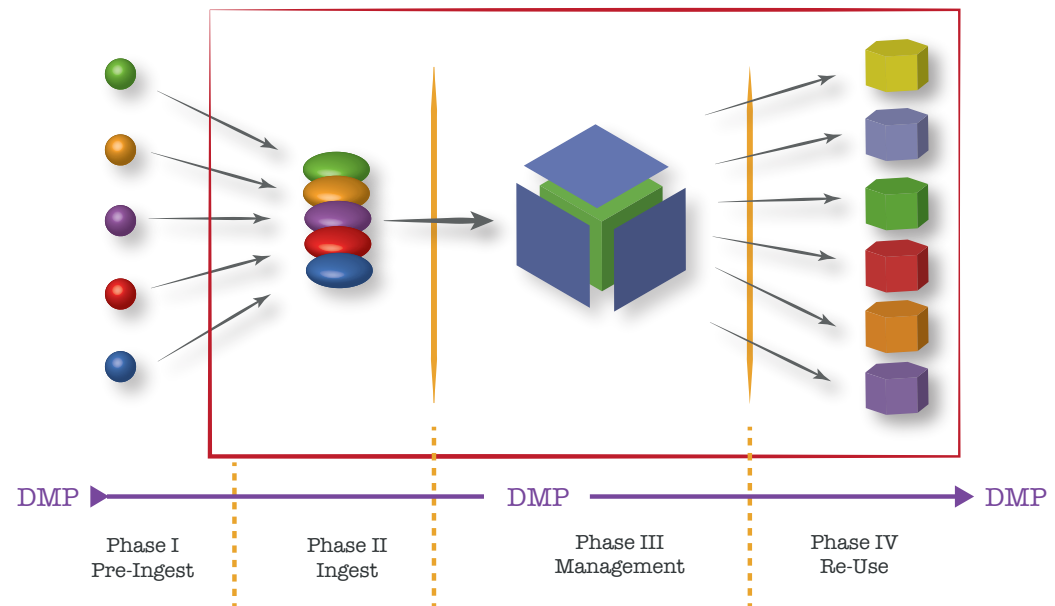 DMP
DMP
DMP
Phase I
Pre-Ingest
Phase II
Ingest
Phase III
Management
Phase IV
Re-Use